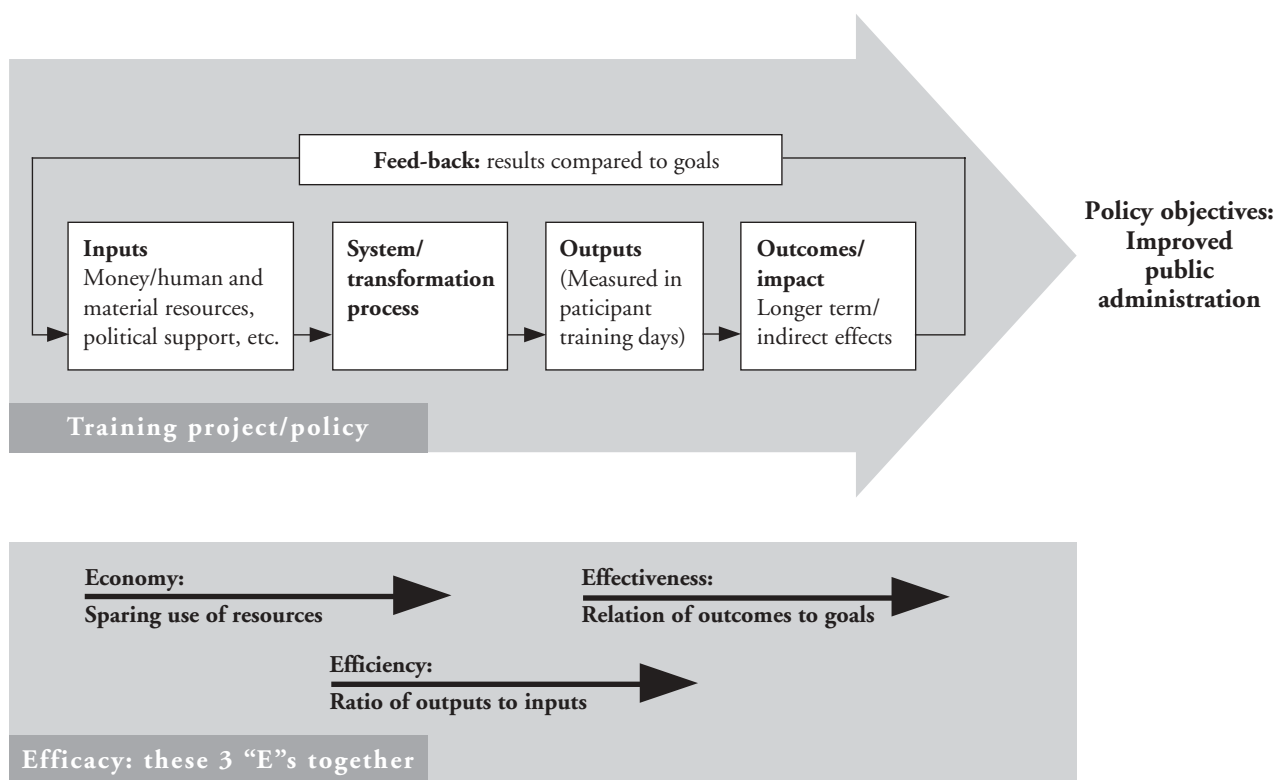 Feed-back: results compared to goals
Inputs
Money/human and
material resources,
political support, etc.
System/
transformation
process
Outputs
(Measured in
paticipant
training days)
Outcomes/
impact
Longer term/
indirect effects
Policy objectives:
Improved
public
administration
Training project/policy
Economy:
Sparing use of resources
Effectiveness:
Relation of outcomes to goals
Efficiency:
Ratio of outputs to inputs
Efficacy: these 3 “E”s together